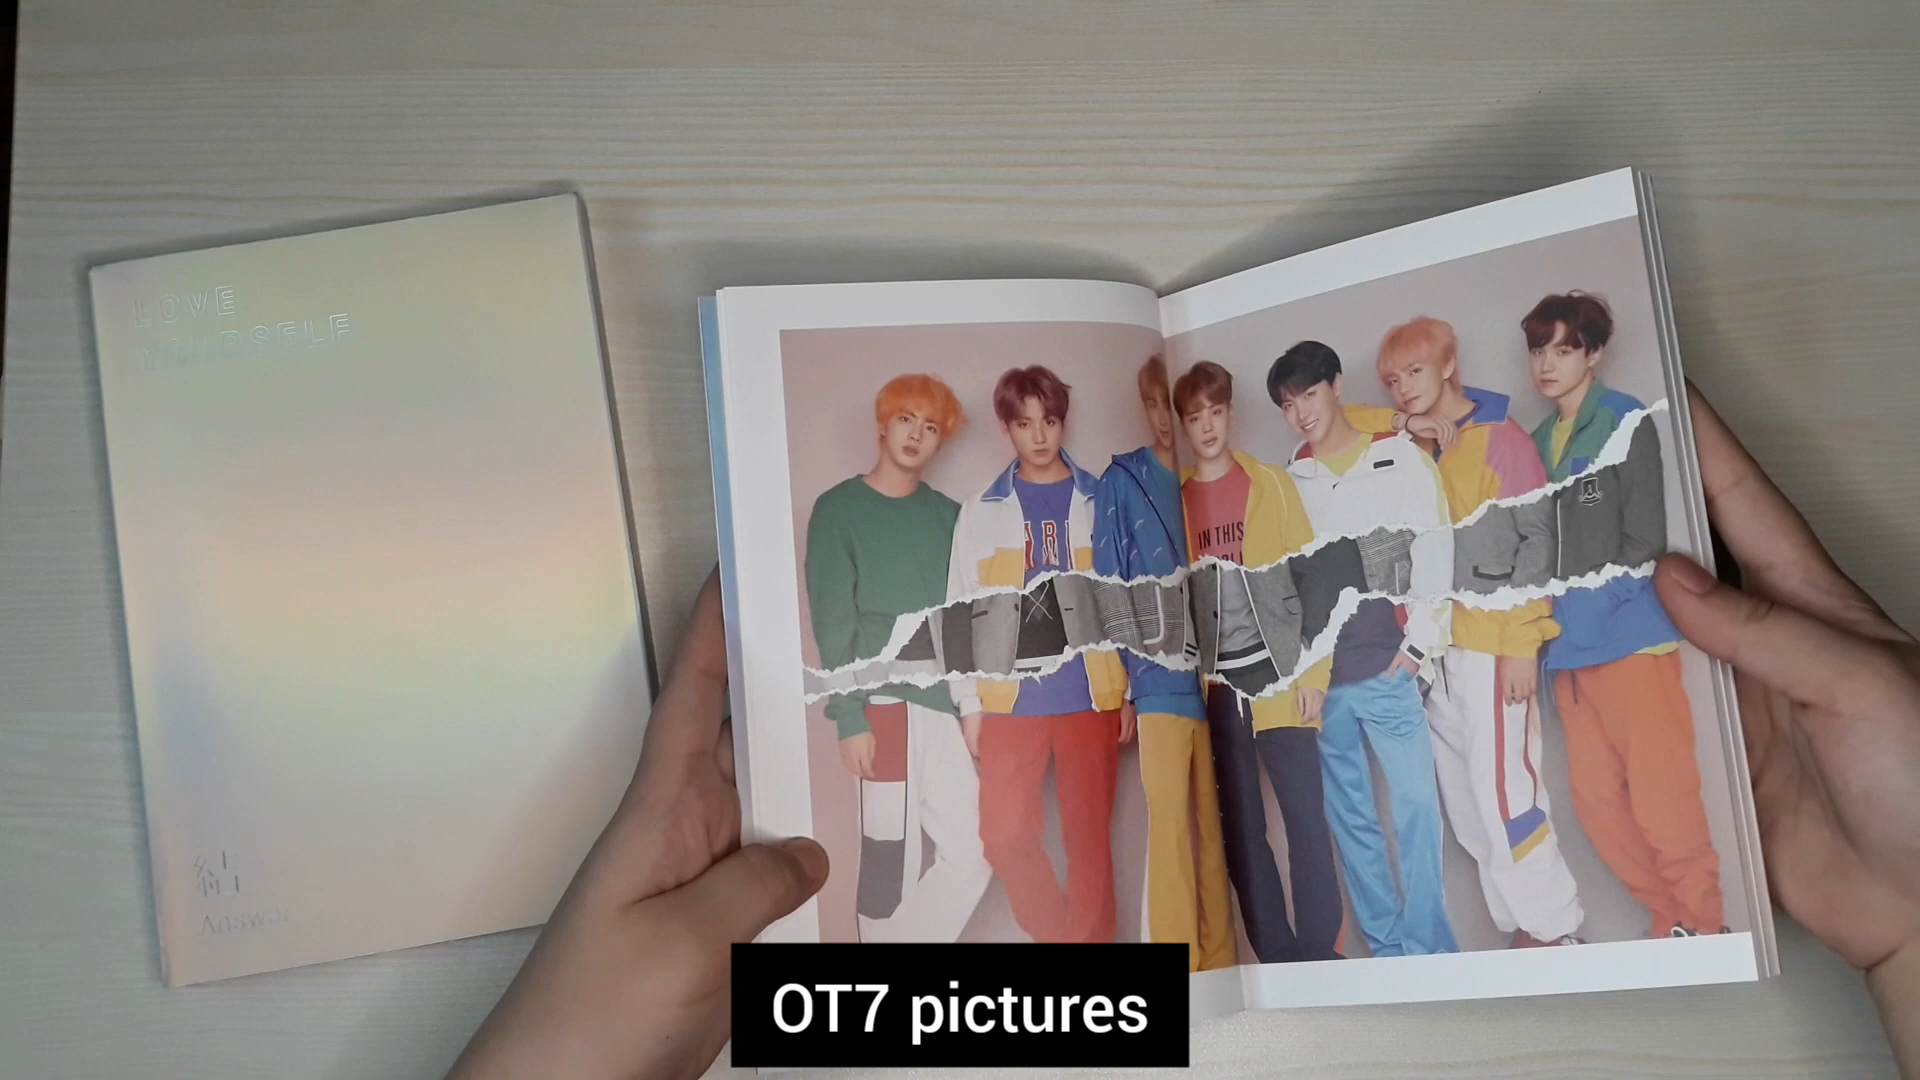 LOVE
YOURSELF
結
Answer
IN THIS
OT7 pictures